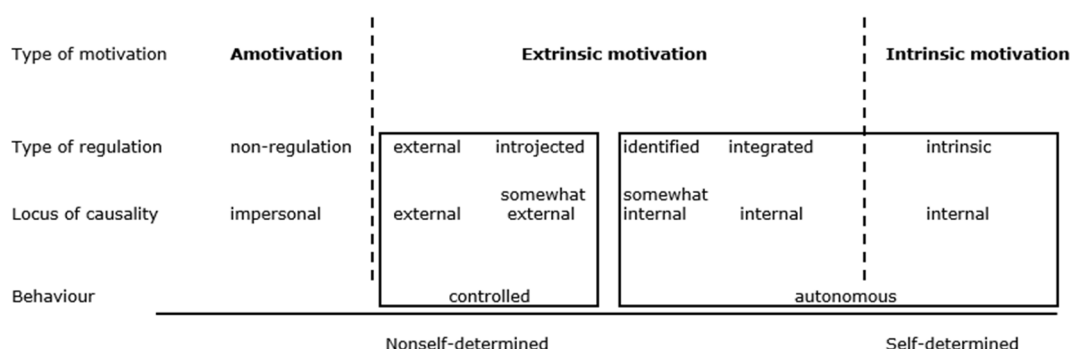 Type of motivation Amotivation Extrinsic motivation Intrinsic motivation
Type of regulation non-regulation external introjected identified integrated intrinsic
somewhat somewhat
Locus of causality impersonal external external internal internal internal
Behaviour controlled autonomous
Nonself-determined Self-determined